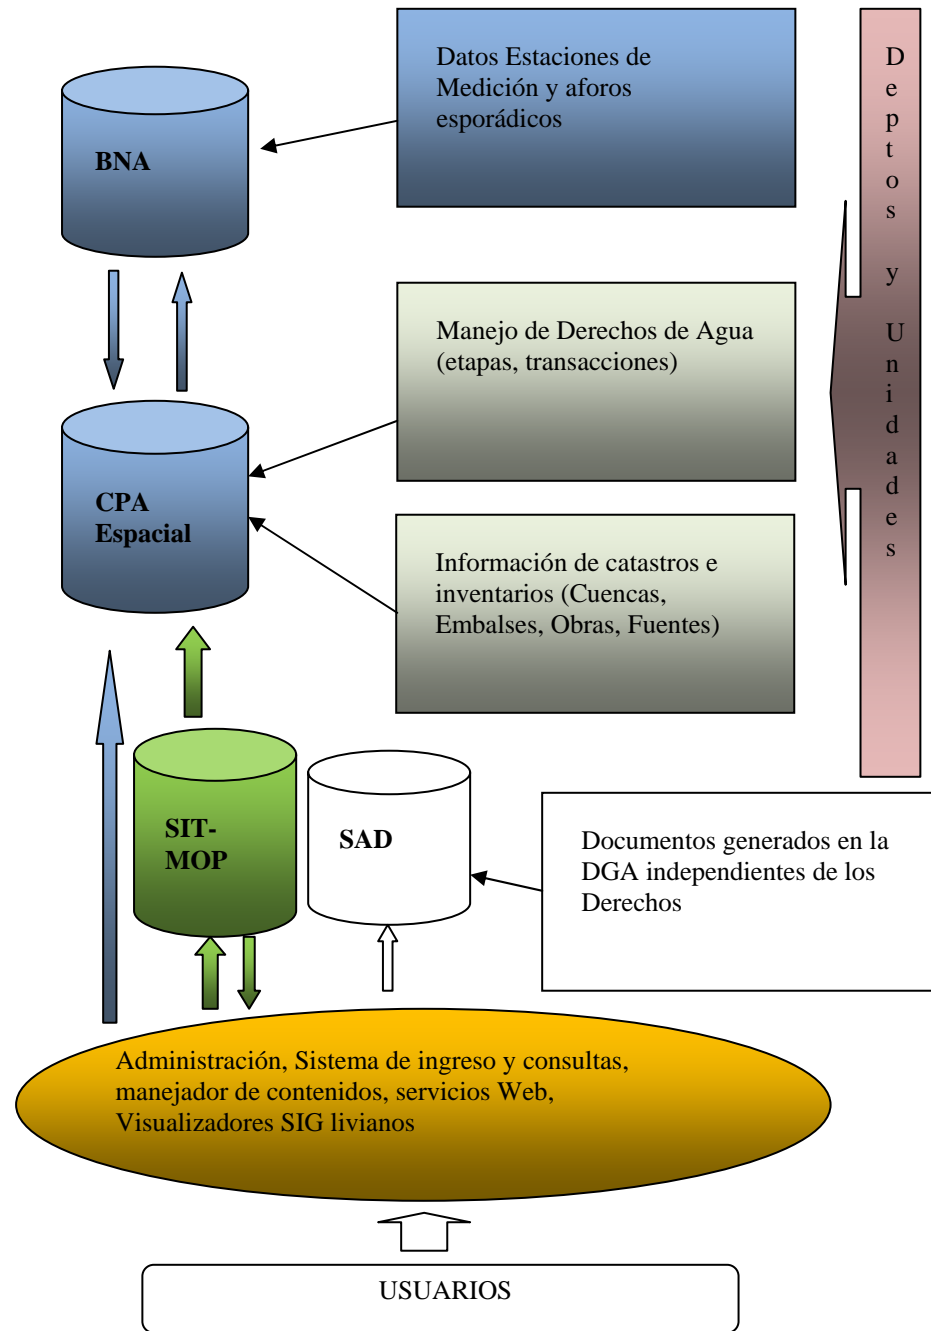 Datos Estaciones de
Medición y aforos
esporádicos
BNA
Deptos y Unidades
Manejo de Derechos de Agua
(etapas, transacciones)
CPA
Espacial
Información de catastros e
inventarios (Cuencas,
Embalses, Obras, Fuentes)
SIT-
MOP
SAD
Documentos generados en la
DGA independientes de los
Derechos
Administración, Sistema de ingreso y consultas,
manejador de contenidos, servicios Web,
Visualizadores SIG livianos
USUARIOS